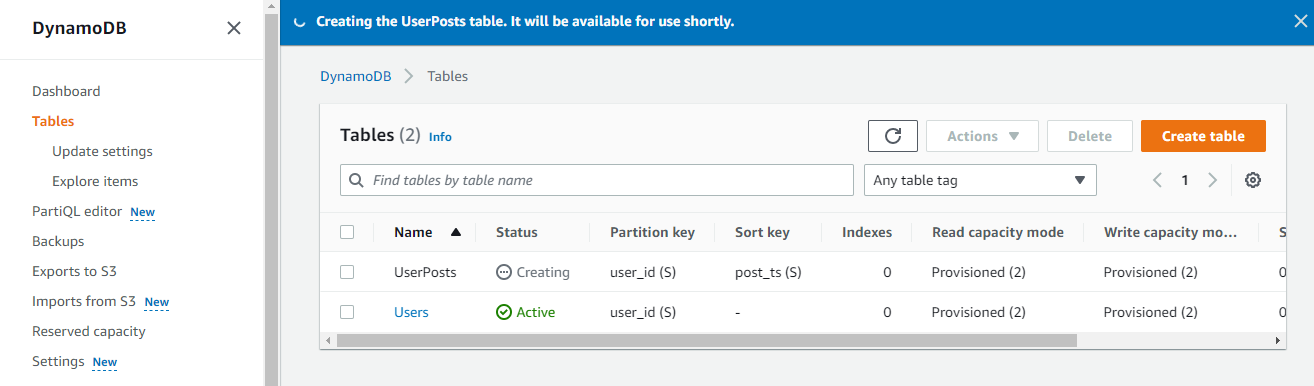 DynamoDB
Creating the UserPosts table. It will be available for use shortly.
Dashboard
Tables
Update settings
Explore items
PartiQL editor New
Backups
Exports to S3
Imports from S3 New
Reserved capacity
Settings New
DynamoDB Tables
Tables (2) Info
Actions Delete Create table
Find tables by table name Any table tag 1
Name Status Partition key Sort key Indexes Read capacity mode Write capacity mo... S
UserPosts Creating user_id (S) post_ts (S) 0 Provisioned (2) Provisioned (2)
Users Active user_id (S) - 0 Provisioned (2) Provisioned (2)